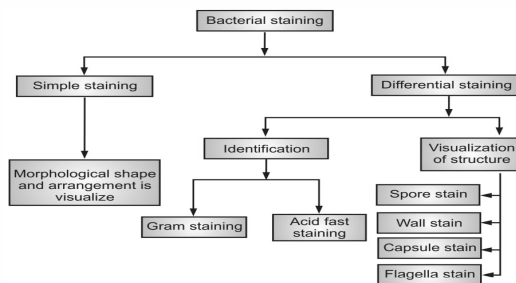 Bacterial staining
Simple staining
Differential staining
Morphological shape
and arrangement is
visualize
Identification
Visualization
of structure
Gram staining
Acid fast
staining
Spore stain
Wall stain
Capsule stain
Flagella stain